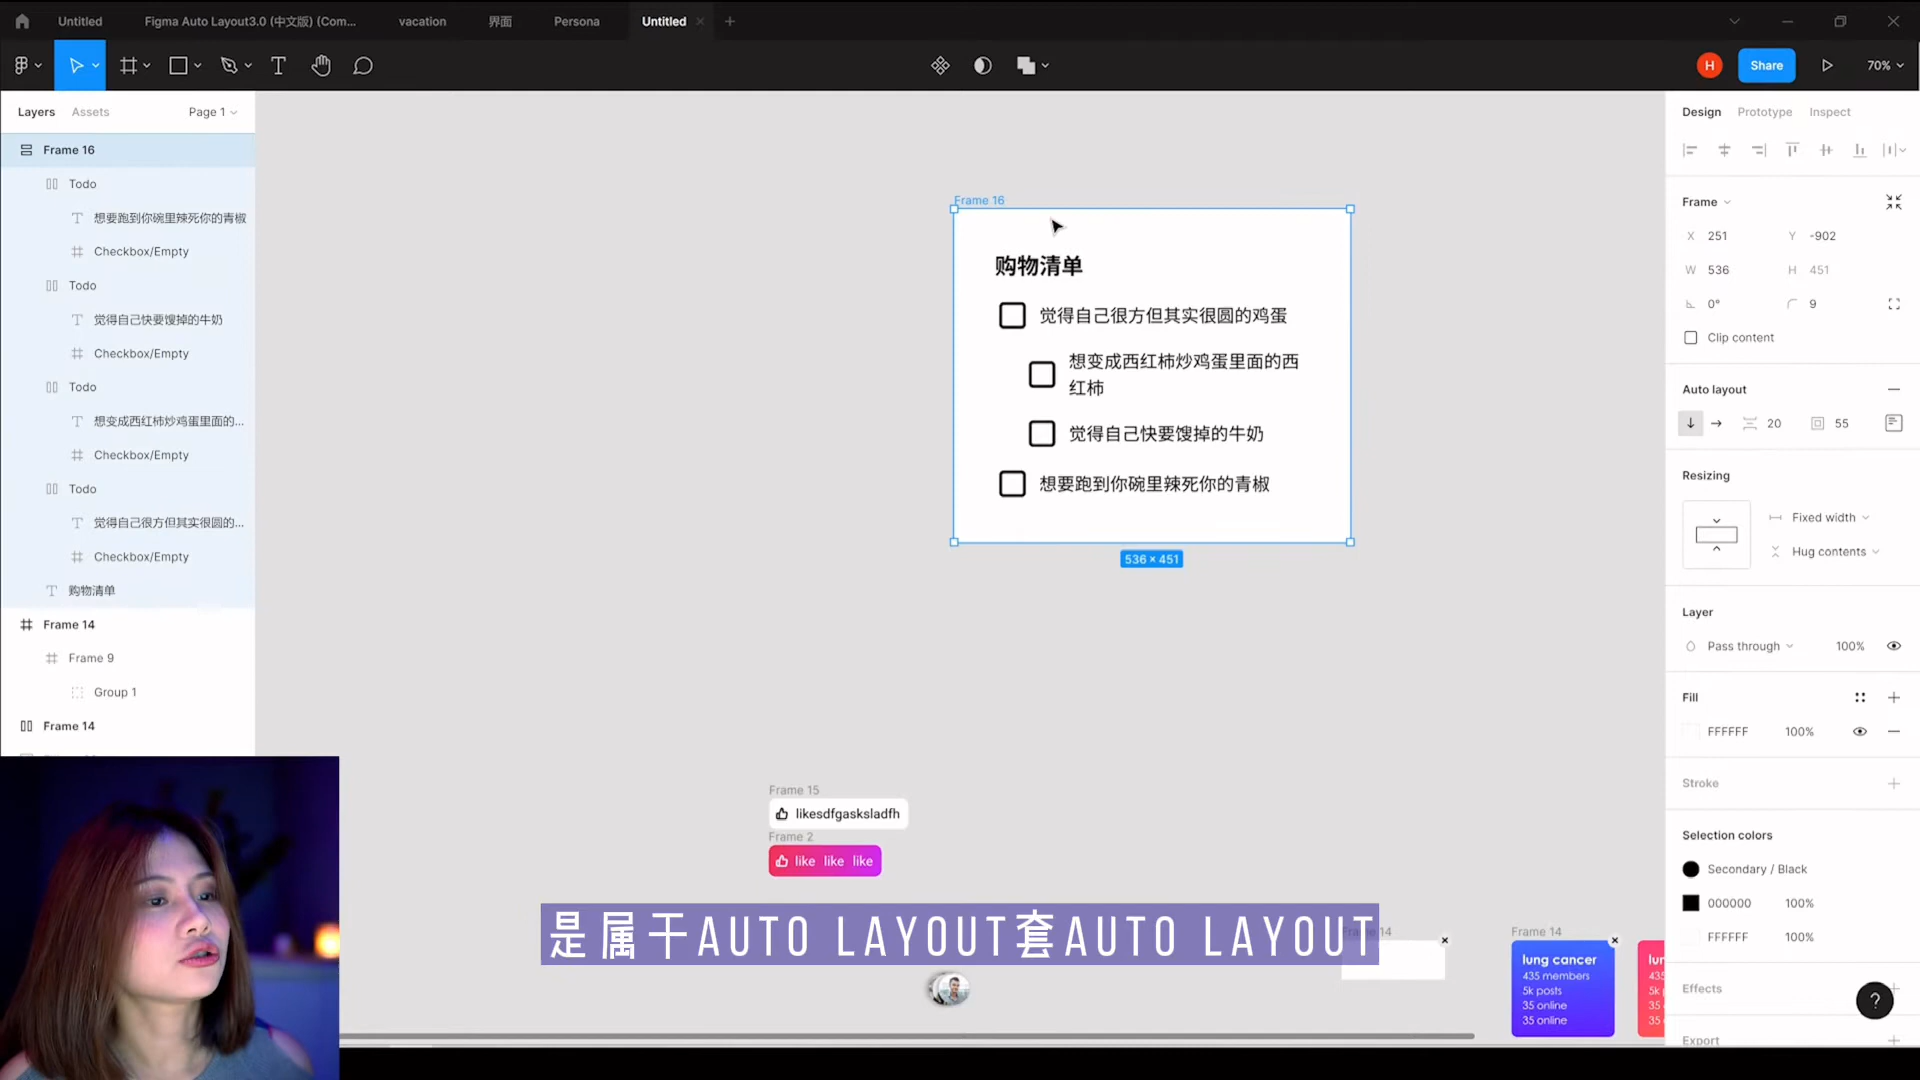 Untitled
Figma Auto Layout3.0 (中文版) (Com...
vacation
界面
Persona
Untitled
H
Share
70%
Layers
Assets
Page 1
Frame 16
Todo
想要跑到你碗里辣死你的青椒
Checkbox/Empty
Todo
觉得自己快要馊掉的牛奶
Checkbox/Empty
Todo
想变成西红柿炒鸡蛋里面的...
Checkbox/Empty
Todo
觉得自己很方但其实很圆的...
Checkbox/Empty
购物清单
Frame 14
Frame 9
Group 1
Frame 14
Frame 16
购物清单
觉得自己很方但其实很圆的鸡蛋
想变成西红柿炒鸡蛋里面的西
红柿
觉得自己快要馊掉的牛奶
想要跑到你碗里辣死你的青椒
536 × 451
Frame 15
likesdfgasksladfh
Frame 2
like like like
是属于AUTO LAYOUT套AUTO LAYOUT
Frame 14
lung cancer
435 members
5k posts
35 online
35 online
lur
435
5k
35
35
Design
Prototype
Inspect
Frame
X 251
Y -902
W 536
H 451
0°
9
Clip content
Auto layout
20
55
Resizing
Fixed width
Hug contents
Layer
Pass through
100%
Fill
FFFFFF
100%
Stroke
Selection colors
Secondary / Black
000000
100%
FFFFFF
100%
Effects
?
Export